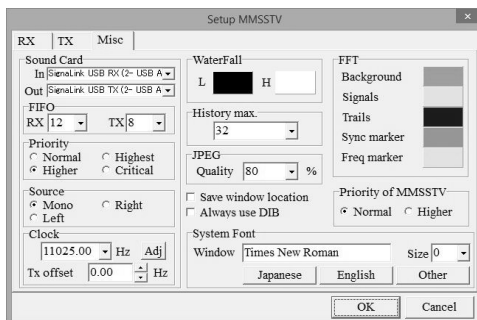 Setup MMSSTV
RX TX Misc
Sound Card
In SignaLink USB RX (2- USB A
Out SignaLink USB TX (2- USB A
FIFO
RX 12 TX 8
Priority
Normal Highest
Higher Critical
Source
Mono Right
Left
Clock
11025.00 Hz Adj
Tx offset 0.00 Hz
WaterFall
L H
History max.
32
JPEG
Quality 80 %
Save window location
Always use DIB
FFT
Background
Signals
Trails
Sync marker
Freq marker
Priority of MMSSTV
Normal Higher
System Font
Window Times New Roman Size 0
Japanese English Other
OK Cancel